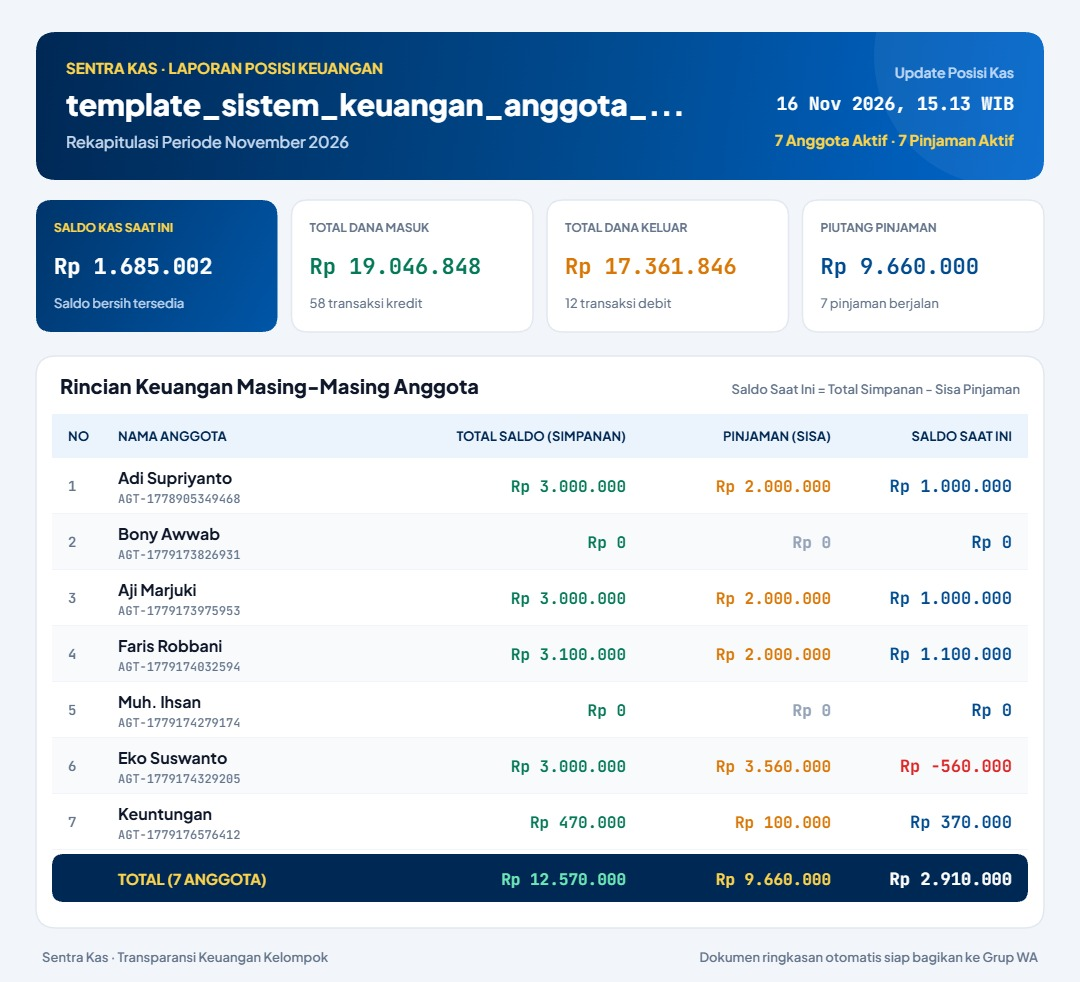 SENTRA KAS · LAPORAN POSISI KEUANGAN
template_sistem_keuangan_anggota_...
Rekapitulasi Periode November 2026
Update Posisi Kas
16 Nov 2026, 15.13 WIB
7 Anggota Aktif · 7 Pinjaman Aktif
SALDO KAS SAAT INI
Rp 1.685.002
Saldo bersih tersedia
TOTAL DANA MASUK
Rp 19.046.848
58 transaksi kredit
TOTAL DANA KELUAR
Rp 17.361.846
12 transaksi debit
PIUTANG PINJAMAN
Rp 9.660.000
7 pinjaman berjalan
Rincian Keuangan Masing-Masing Anggota
Saldo Saat Ini = Total Simpanan - Sisa Pinjaman
NO NAMA ANGGOTA TOTAL SALDO (SIMPANAN) PINJAMAN (SISA) SALDO SAAT INI
1 Adi Supriyanto Rp 3.000.000 Rp 2.000.000 Rp 1.000.000
AGT-1778905349468
2 Bony Awwab Rp 0 Rp 0 Rp 0
AGT-1779173826931
3 Aji Marjuki Rp 3.000.000 Rp 2.000.000 Rp 1.000.000
AGT-1779173975953
4 Faris Robbani Rp 3.100.000 Rp 2.000.000 Rp 1.100.000
AGT-1779174032594
5 Muh. Ihsan Rp 0 Rp 0 Rp 0
AGT-1779174279174
6 Eko Suswanto Rp 3.000.000 Rp 3.560.000 Rp -560.000
AGT-1779174329205
7 Keuntungan Rp 470.000 Rp 100.000 Rp 370.000
AGT-1779176576412
TOTAL (7 ANGGOTA) Rp 12.570.000 Rp 9.660.000 Rp 2.910.000
Sentra Kas · Transparansi Keuangan Kelompok
Dokumen ringkasan otomatis siap bagikan ke Grup WA